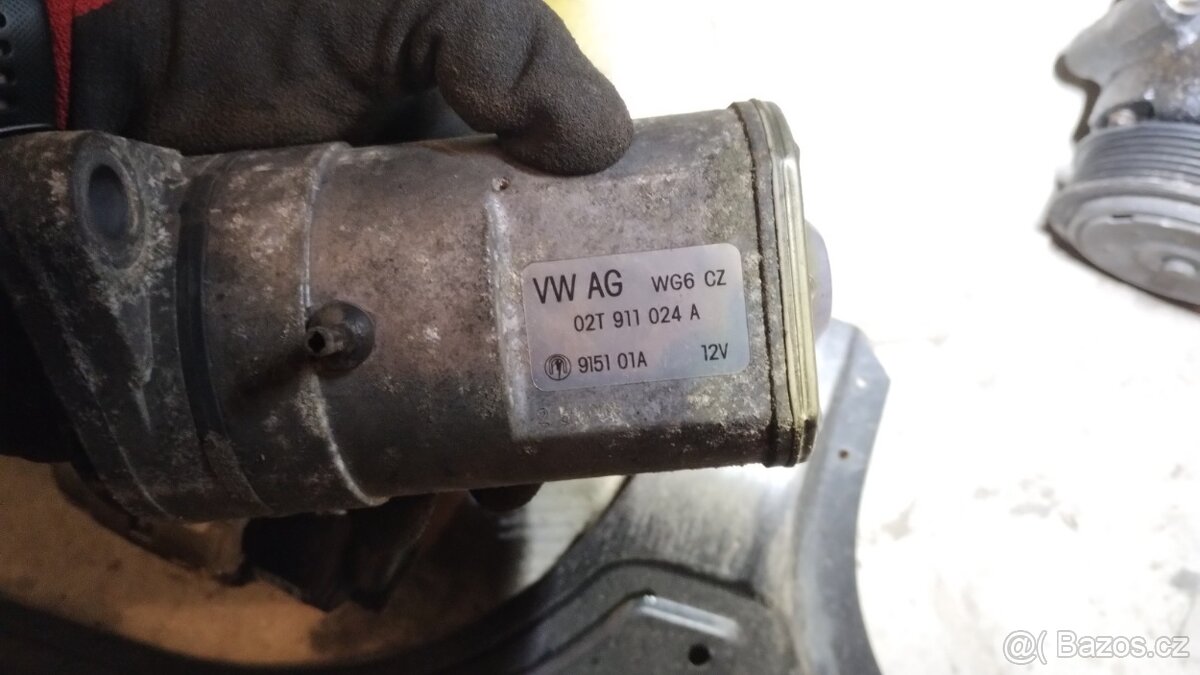 VW AG WG6 CZ
02T 911 024 A
9151 01A 12V
@( Bazos.cz